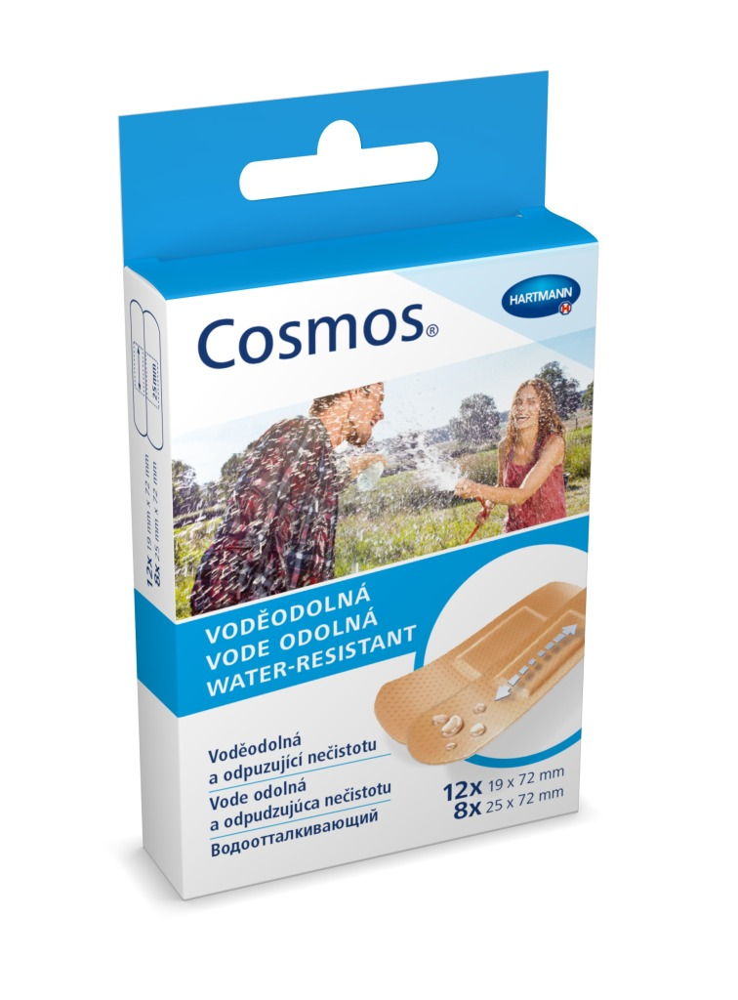 HARTMANN
Cosmos®
25mm
12x 19 mm x 72 mm
8x 25 mm x 72 mm
VODĚODOLNÁ
VODE ODOLNÁ
WATER-RESISTANT
Voděodolná
a odpuzující nečistotu
Vode odolná
a odpudzujúca nečistotu
Водоотталкивающий
12x 19 x 72 mm
8x 25 x 72 mm